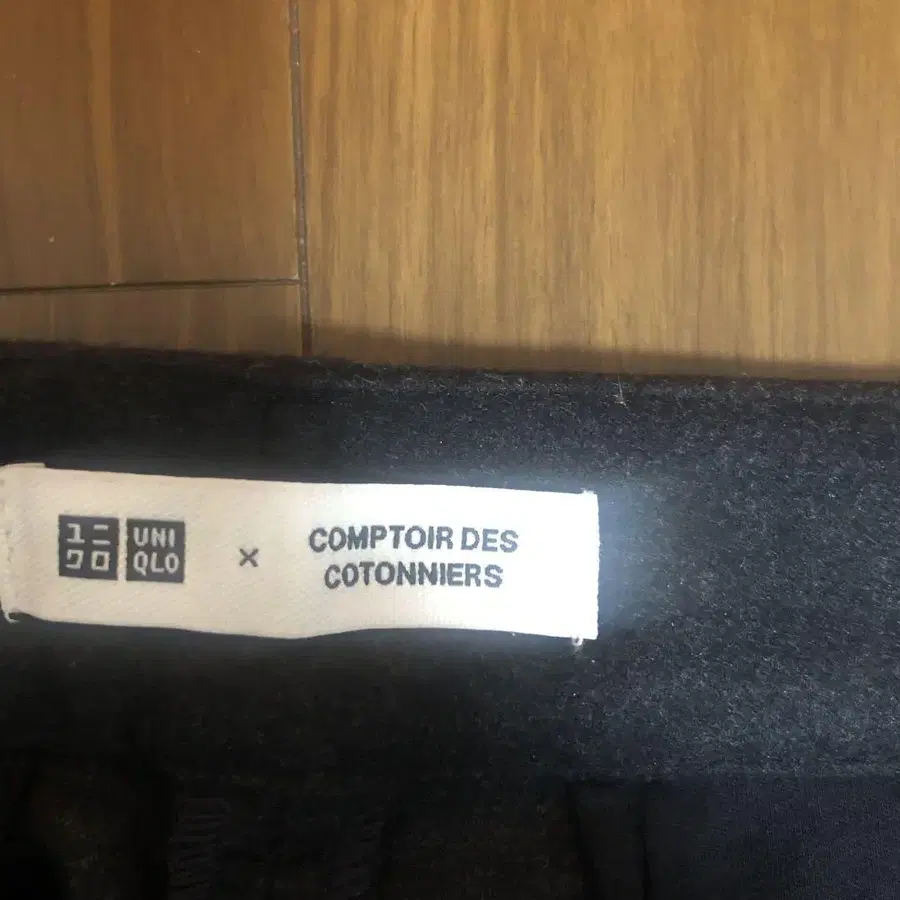 ユニ
クロ
UNI
QLO
×
COMPTOIR DES
COTONNIERS